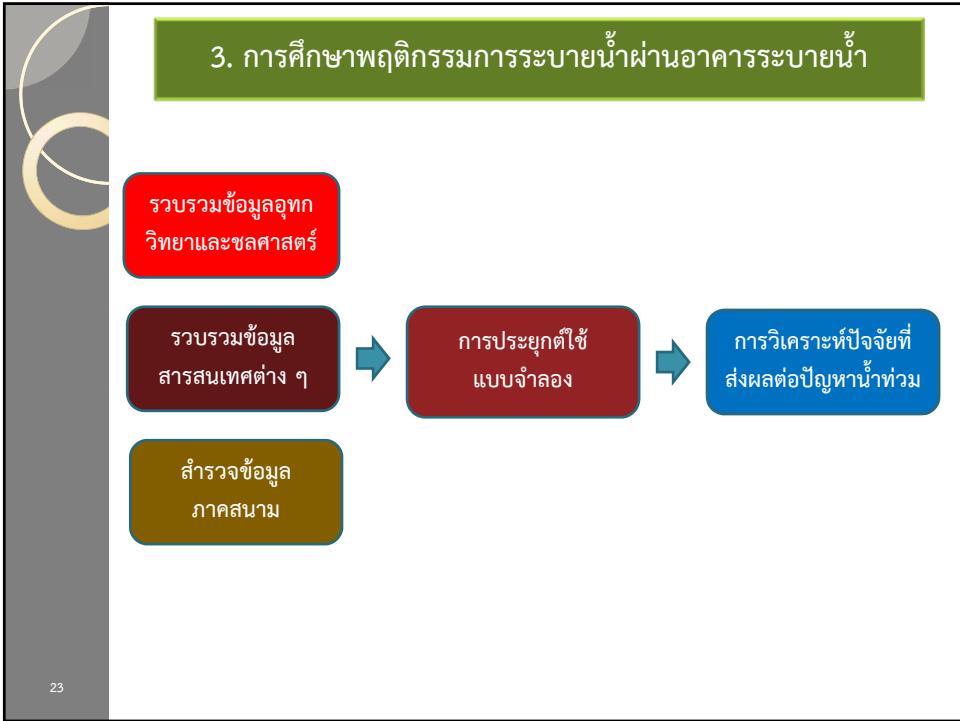 3. การศึกษาพฤติกรรมการระบายน้ำผ่านอาคารระบายน้ำ
รวบรวมข้อมูลอุทก
วิทยาและชลศาสตร์
รวบรวมข้อมูล
สารสนเทศต่าง ๆ
สำรวจข้อมูล
ภาคสนาม
การประยุกต์ใช้
แบบจำลอง
การวิเคราะห์ปัจจัยที่
ส่งผลต่อปัญหาน้ำท่วม
23